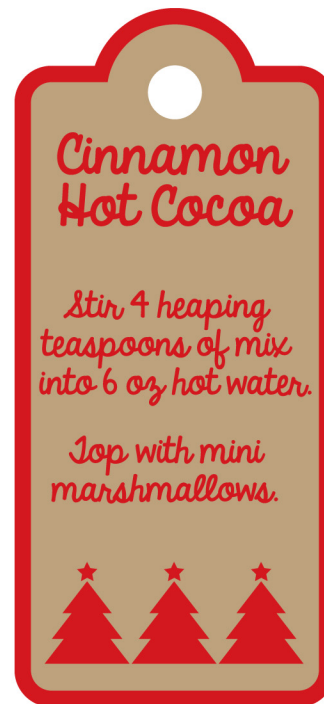 Cinnamon
Hot Cocoa
Stir 4 heaping
teaspoons of mix
into 6 oz hot water.
Top with mini
marshmallows.